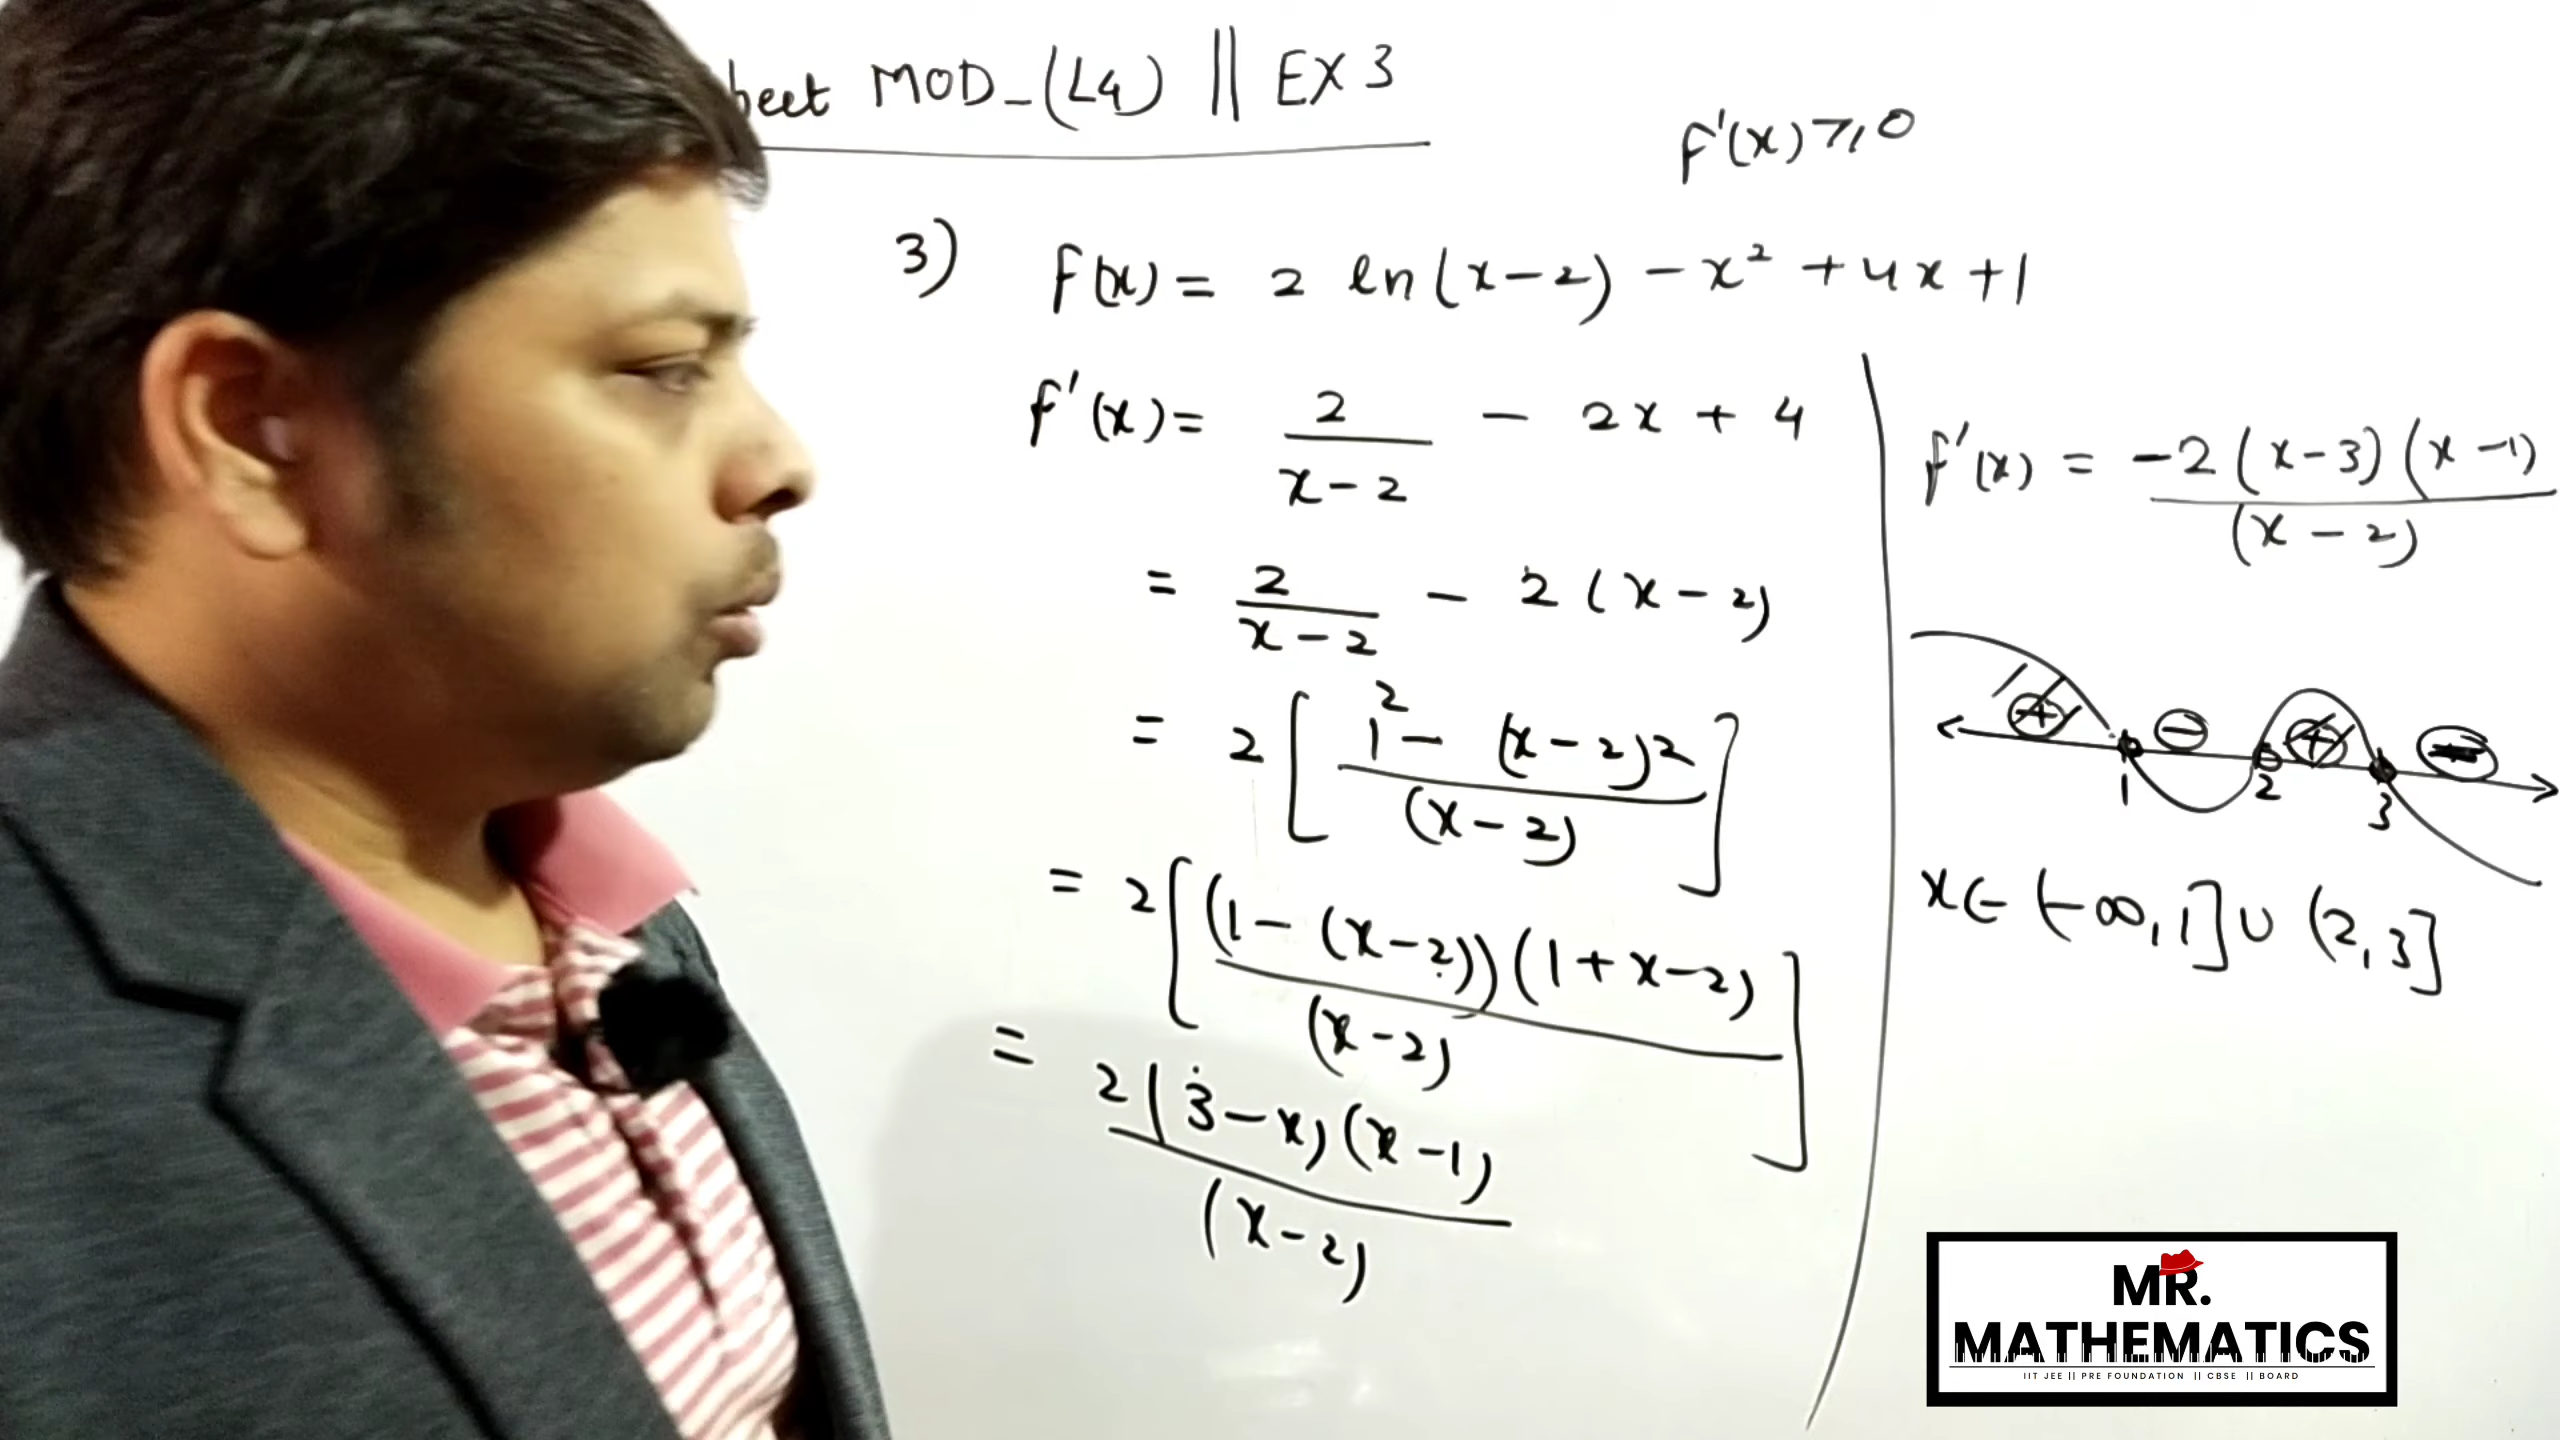 MOD_(L4) || EX 3
f'(x) ⩾ 0
3) f(x) = 2 ln(x-2) - x² + 4x + 1
f'(x) = 2/(x-2) - 2x + 4
= 2/(x-2) - 2(x-2)
= 2[(1² - (x-2)²)/(x-2)]
= 2[(1-(x-2))(1+x-2)/(x-2)]
= 2(3-x)(x-1)/(x-2)
f'(x) = -2(x-3)(x-1)/(x-2)
+ - + -
1 2 3
x ∈ (-∞, 1] ∪ (2, 3]
MR.
MATHEMATICS
IIT JEE || PRE FOUNDATION || CBSE || BOARD